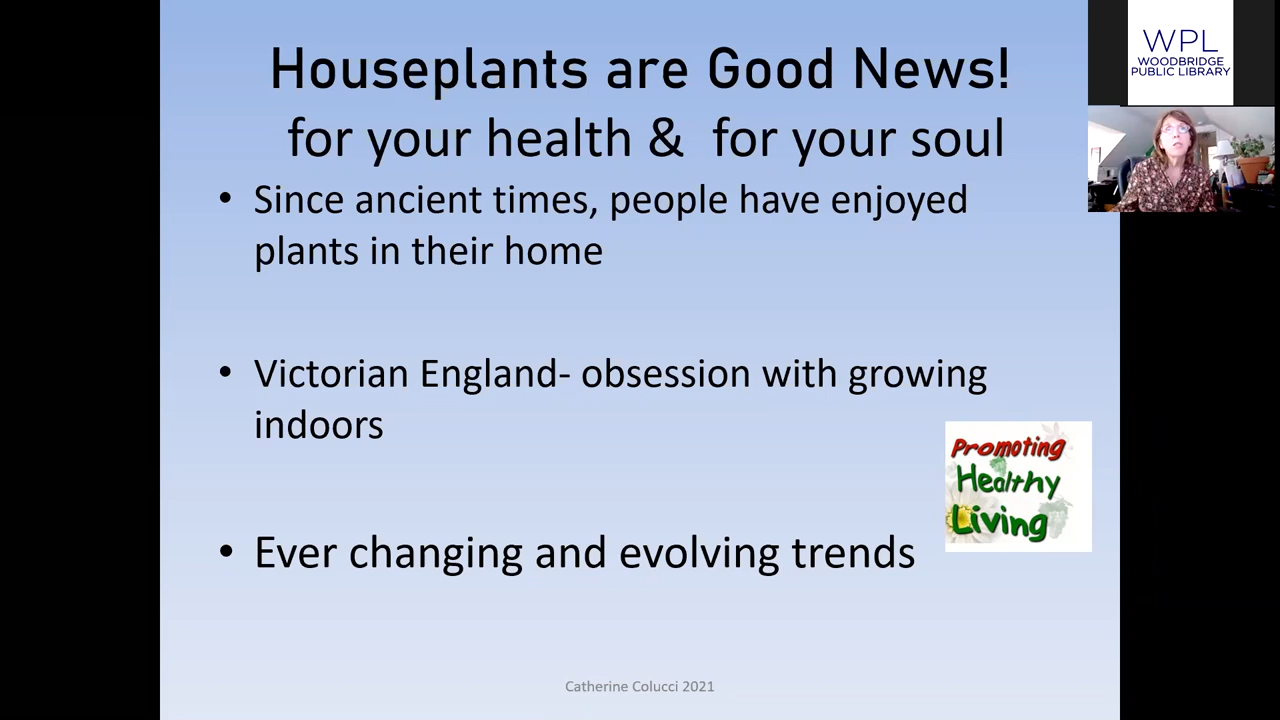 Houseplants are Good News!
for your health & for your soul
• Since ancient times, people have enjoyed
plants in their home
• Victorian England- obsession with growing
indoors
• Ever changing and evolving trends
Promoting
Healthy
Living
Catherine Colucci 2021
WPL
WOODBRIDGE
PUBLIC LIBRARY